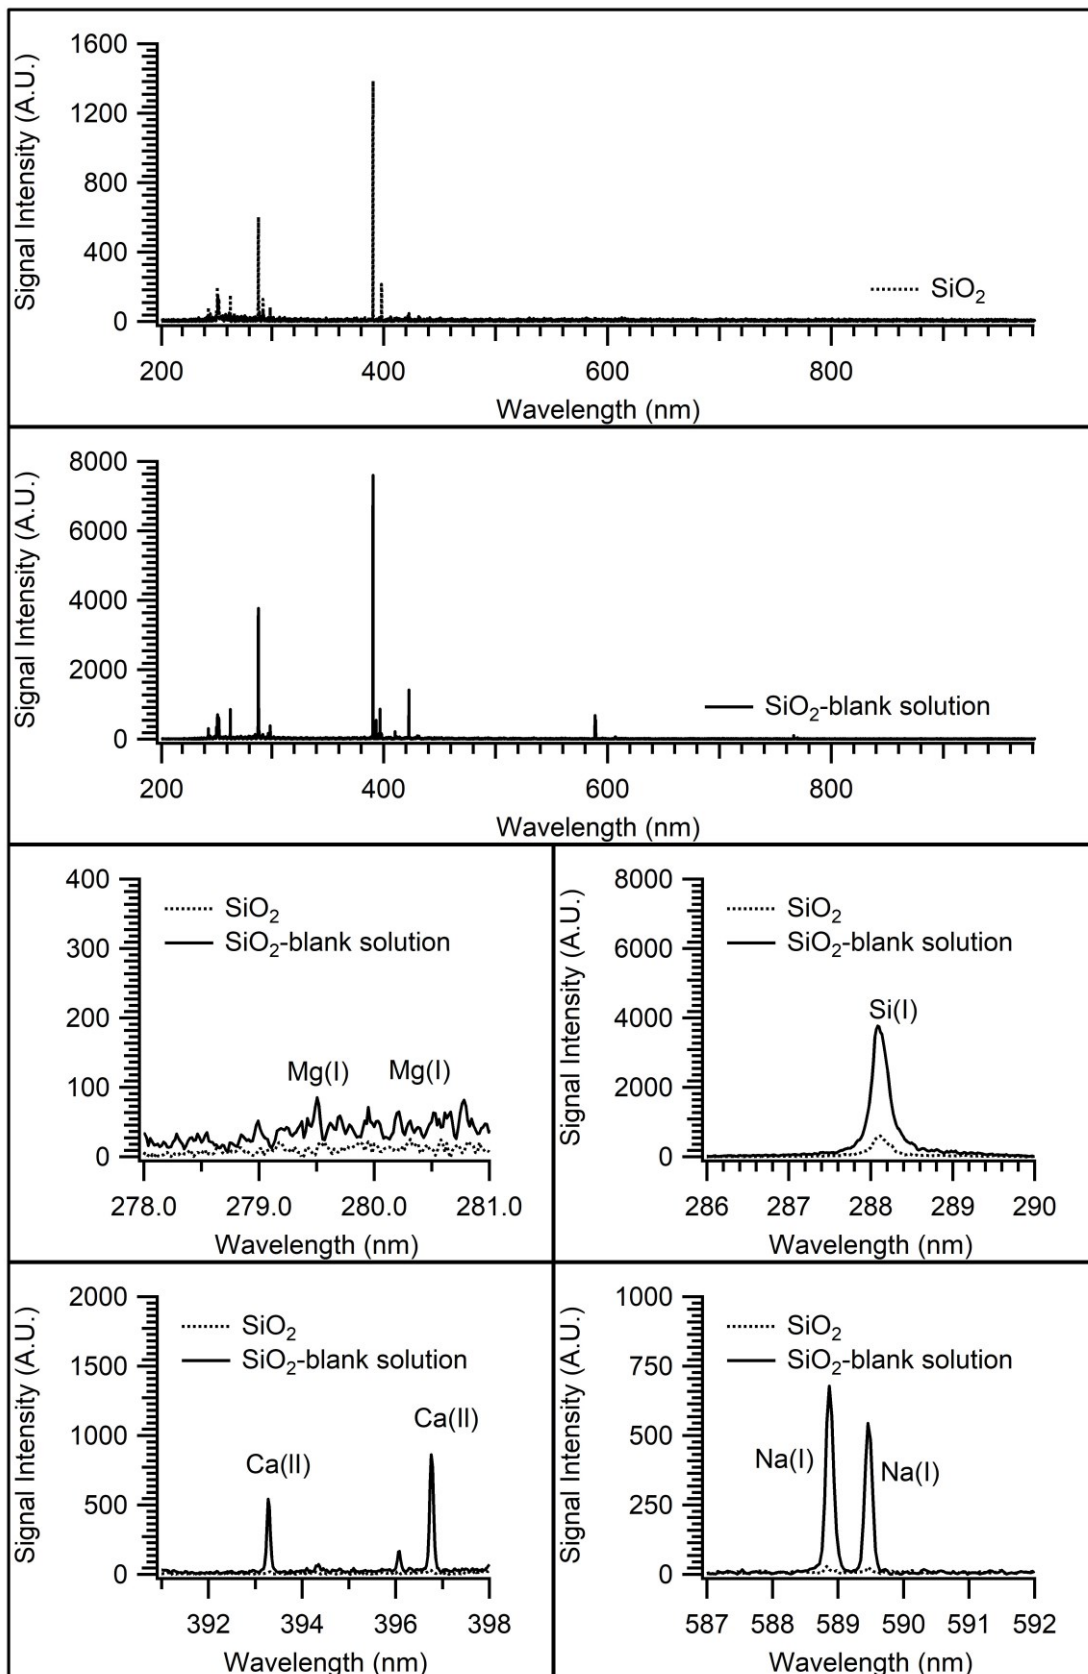 Signal Intensity (A.U.)
1600
1200
800
400
0
SiO₂
200 400 600 800
Wavelength (nm)
Signal Intensity (A.U.)
8000
6000
4000
2000
0
SiO₂-blank solution
200 400 600 800
Wavelength (nm)
400
300
200
100
0
SiO₂
SiO₂-blank solution
Mg(I) Mg(I)
278.0 279.0 280.0 281.0
Wavelength (nm)
Signal Intensity (A.U.)
8000
6000
4000
2000
0
SiO₂
SiO₂-blank solution
Si(I)
286 287 288 289 290
Wavelength (nm)
Signal Intensity (A.U.)
2000
1500
1000
500
0
SiO₂
SiO₂-blank solution
Ca(II)
Ca(II)
392 394 396 398
Wavelength (nm)
Signal Intensity (A.U.)
1000
750
500
250
0
SiO₂
SiO₂-blank solution
Na(I)
Na(I)
587 588 589 590 591 592
Wavelength (nm)